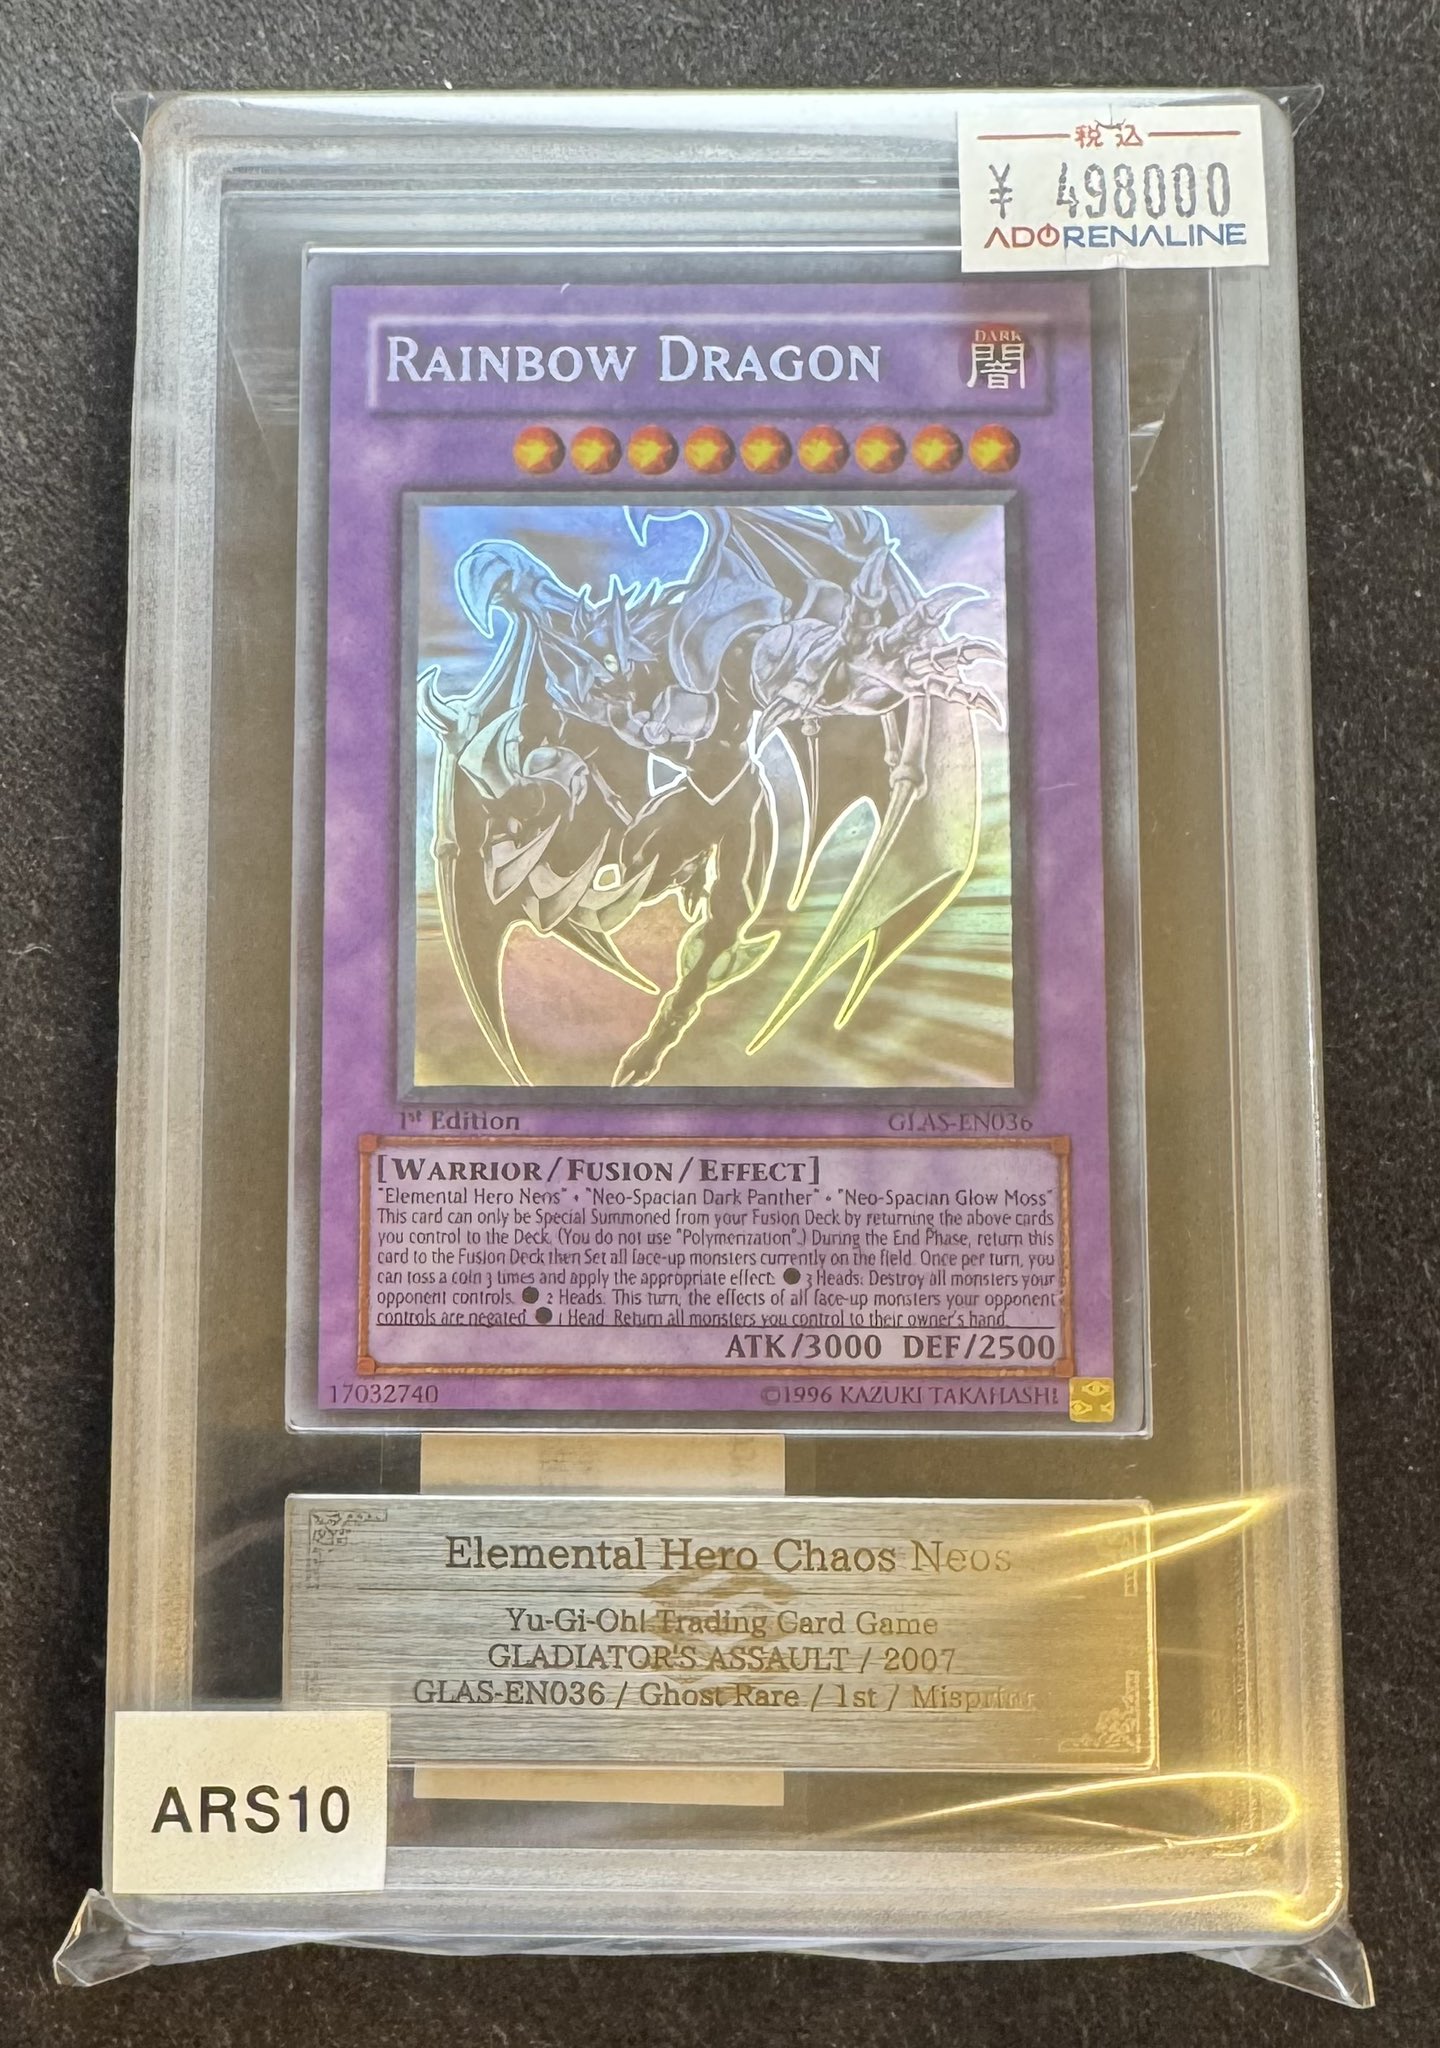 税込
¥ 498000
ADORENALINE
RAINBOW DRAGON
DARK
闇
1st Edition
GLAS-EN036
[WARRIOR/FUSION/EFFECT]
"Elemental Hero Neos" • "Neo-Spacian Dark Panther" • "Neo-Spacian Glow Moss"
This card can only be Special Summoned from your Fusion Deck by returning the above cards
you control to the Deck. (You do not use "Polymerization".) During the End Phase, return this
card to the Fusion Deck then Set all face-up monsters currently on the field. Once per turn, you
can toss a coin 3 times and apply the appropriate effect: ● 3 Heads: Destroy all monsters your
opponent controls. ● 2 Heads: This turn, the effects of all face-up monsters your opponent
controls are negated. ● 1 Head: Return all monsters you control to their owner's hand.
ATK/3000 DEF/2500
17032740
©1996 KAZUKI TAKAHASHI
Elemental Hero Chaos Neos
Yu-Gi-Oh! Trading Card Game
GLADIATOR'S ASSAULT / 2007
GLAS-EN036 / Ghost Rare / 1st / Misprint
ARS10